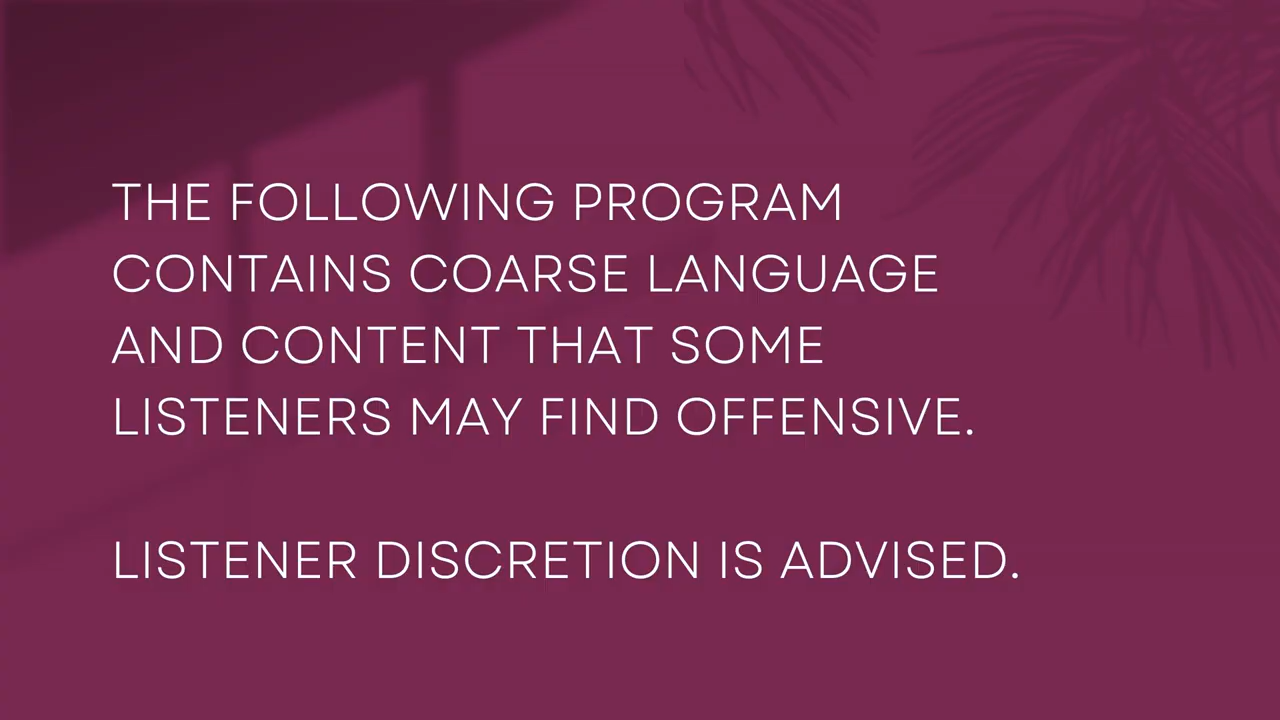 THE FOLLOWING PROGRAM
CONTAINS COARSE LANGUAGE
AND CONTENT THAT SOME
LISTENERS MAY FIND OFFENSIVE.
LISTENER DISCRETION IS ADVISED.